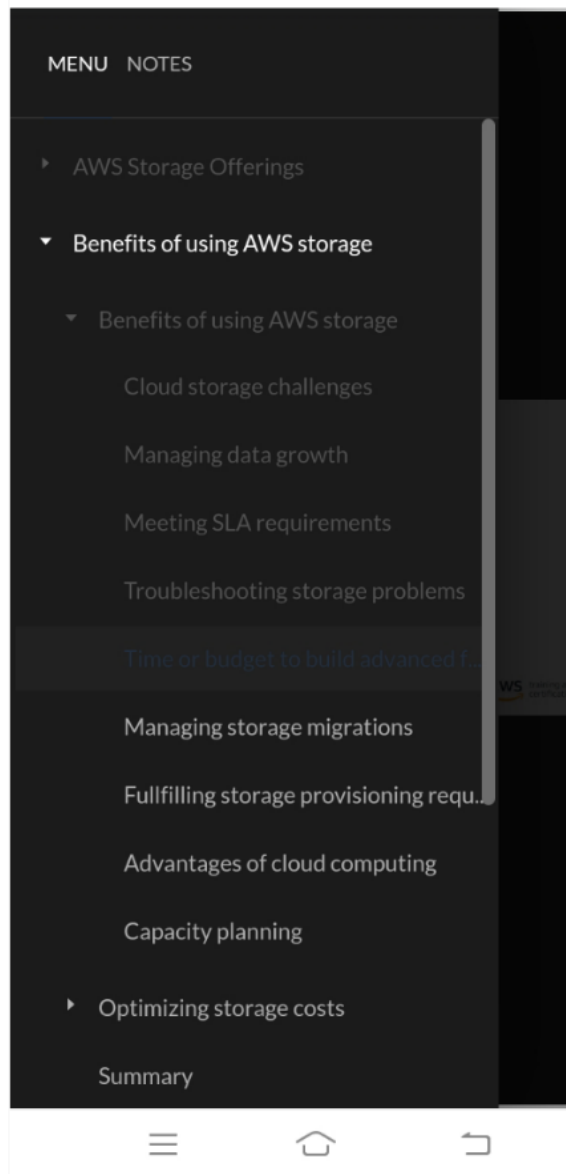 MENU NOTES
AWS Storage Offerings
Benefits of using AWS storage
Benefits of using AWS storage
Cloud storage challenges
Managing data growth
Meeting SLA requirements
Troubleshooting storage problems
Time or budget to build advanced f...
Managing storage migrations
Fullfilling storage provisioning requ...
Advantages of cloud computing
Capacity planning
Optimizing storage costs
Summary
WS